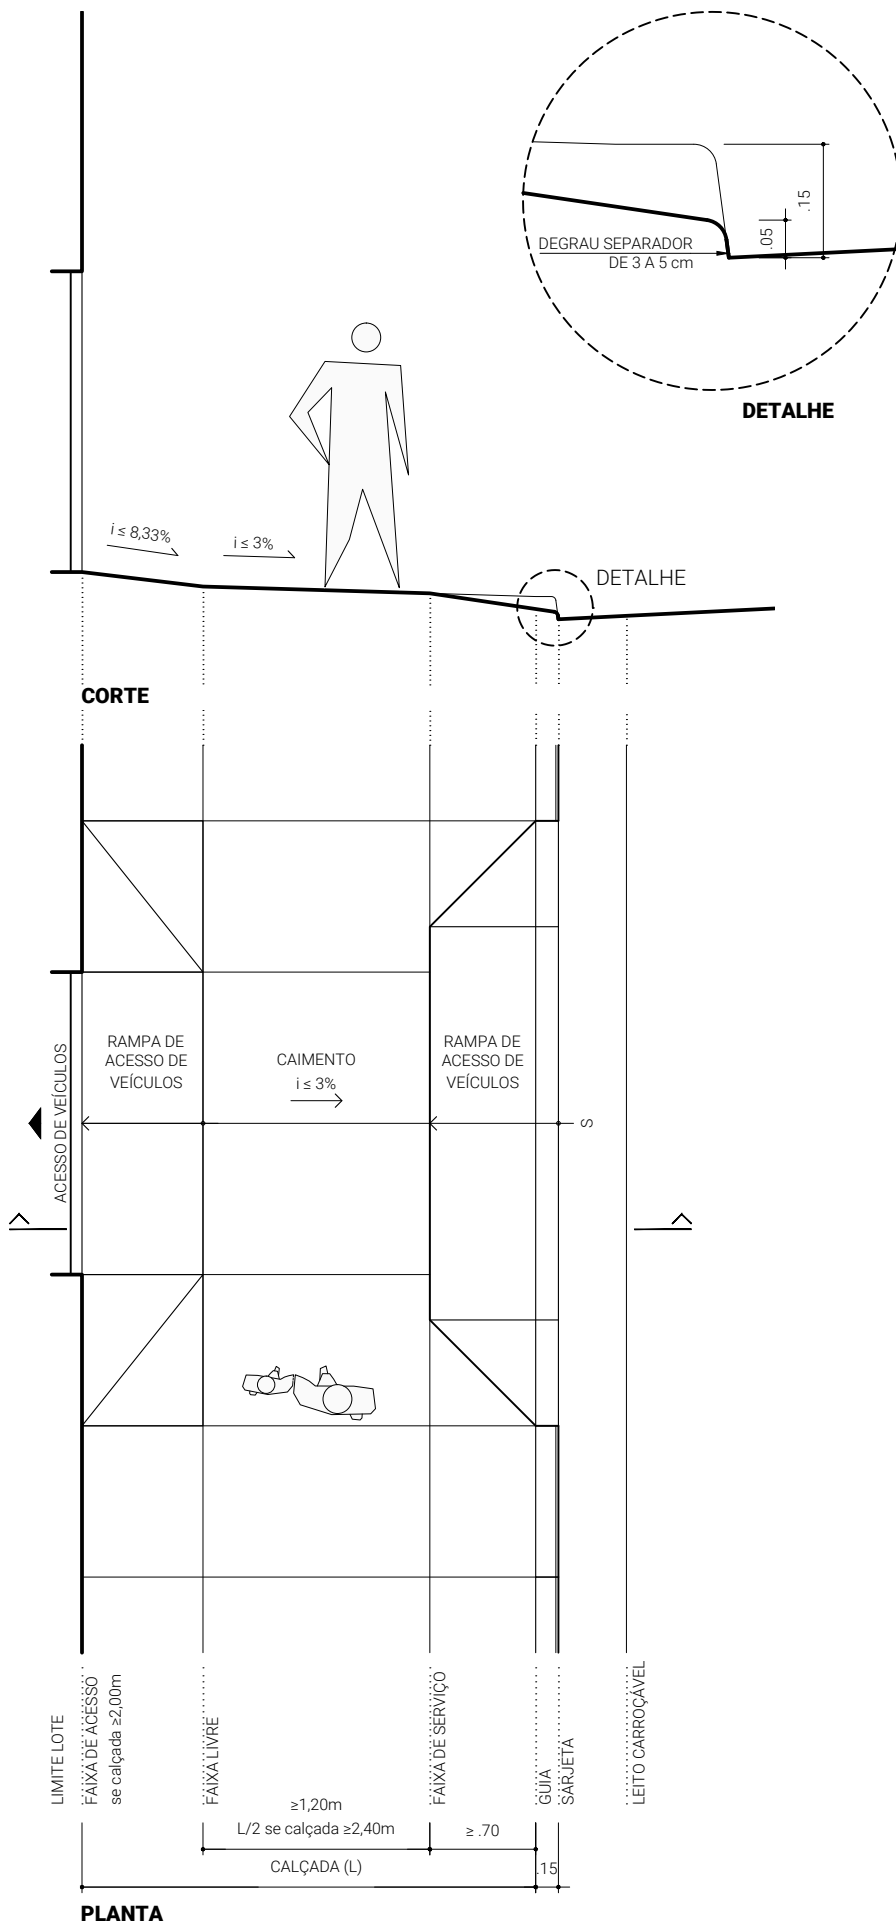 .15
.05
DEGRAU SEPARADOR
DE 3 A 5 cm
DETALHE
i ≤ 8,33%
i ≤ 3%
DETALHE
CORTE
RAMPA DE
ACESSO DE
VEÍCULOS
CAIMENTO
i ≤ 3%
RAMPA DE
ACESSO DE
VEÍCULOS
ACESSO DE VEÍCULOS
S
LIMITE LOTE
FAIXA DE ACESSO
se calçada ≥2,00m
FAIXA LIVRE
FAIXA DE SERVIÇO
GUIA
SARJETA
LEITO CARROÇÁVEL
≥1,20m
L/2 se calçada ≥2,40m
≥ .70
CALÇADA (L)
.15
PLANTA